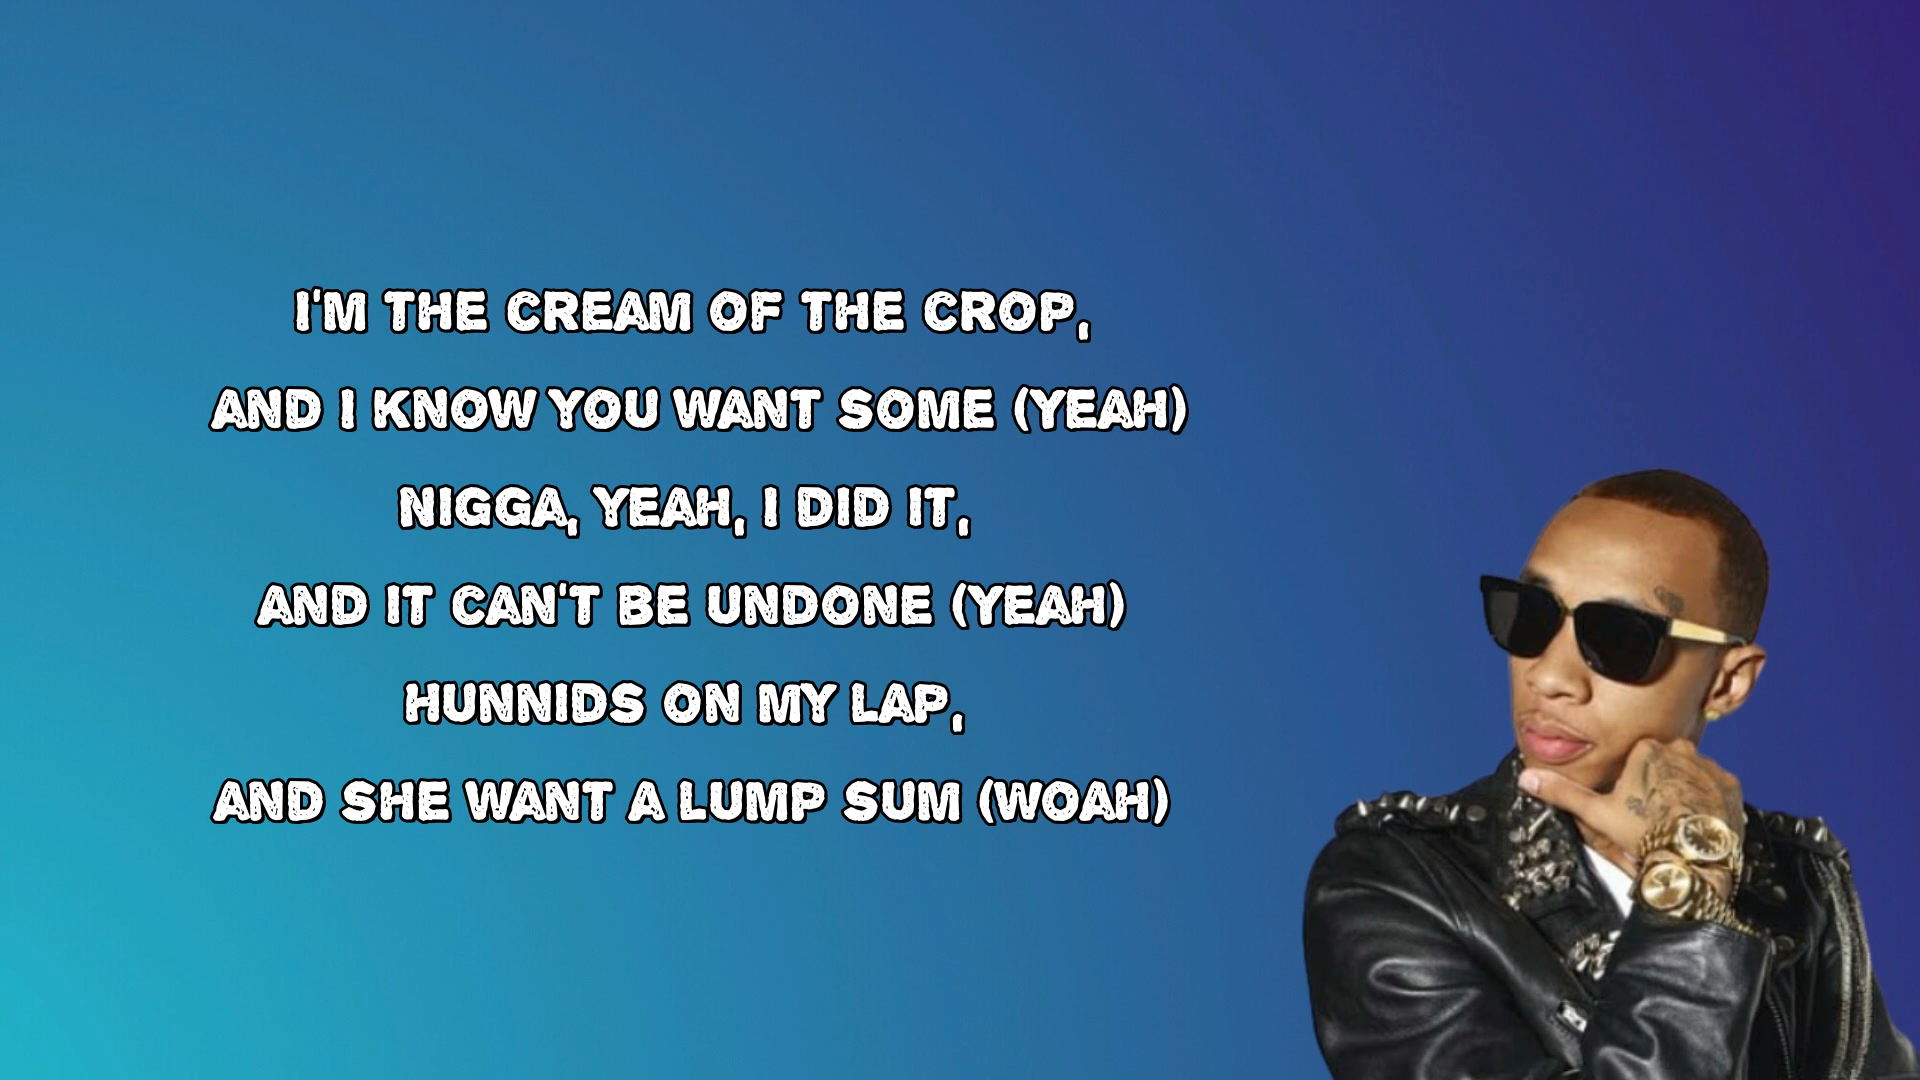 I'M THE CREAM OF THE CROP,
AND I KNOW YOU WANT SOME (YEAH)
NIGGA, YEAH, I DID IT,
AND IT CAN'T BE UNDONE (YEAH)
HUNNIDS ON MY LAP,
AND SHE WANT A LUMP SUM (WOAH)